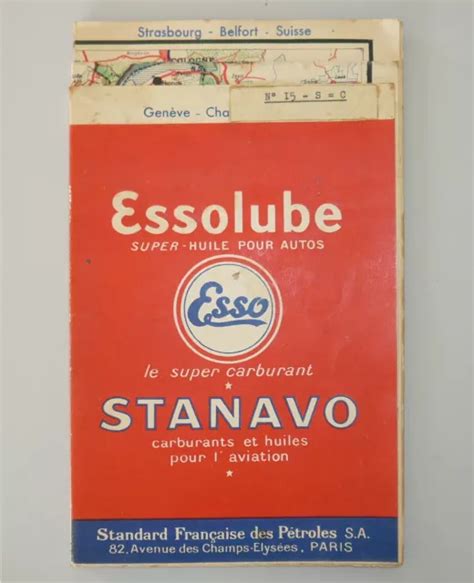 Strasbourg - Belfort - Suisse
COLOGNE
N° 15 - S = C
Genève - Cha
Essolube
SUPER-HUILE POUR AUTOS
Esso
le super carburant
STANAVO
carburants et huiles
pour l'aviation
Standard Française des Pétroles S.A.
82, Avenue des Champs-Elysées, PARIS